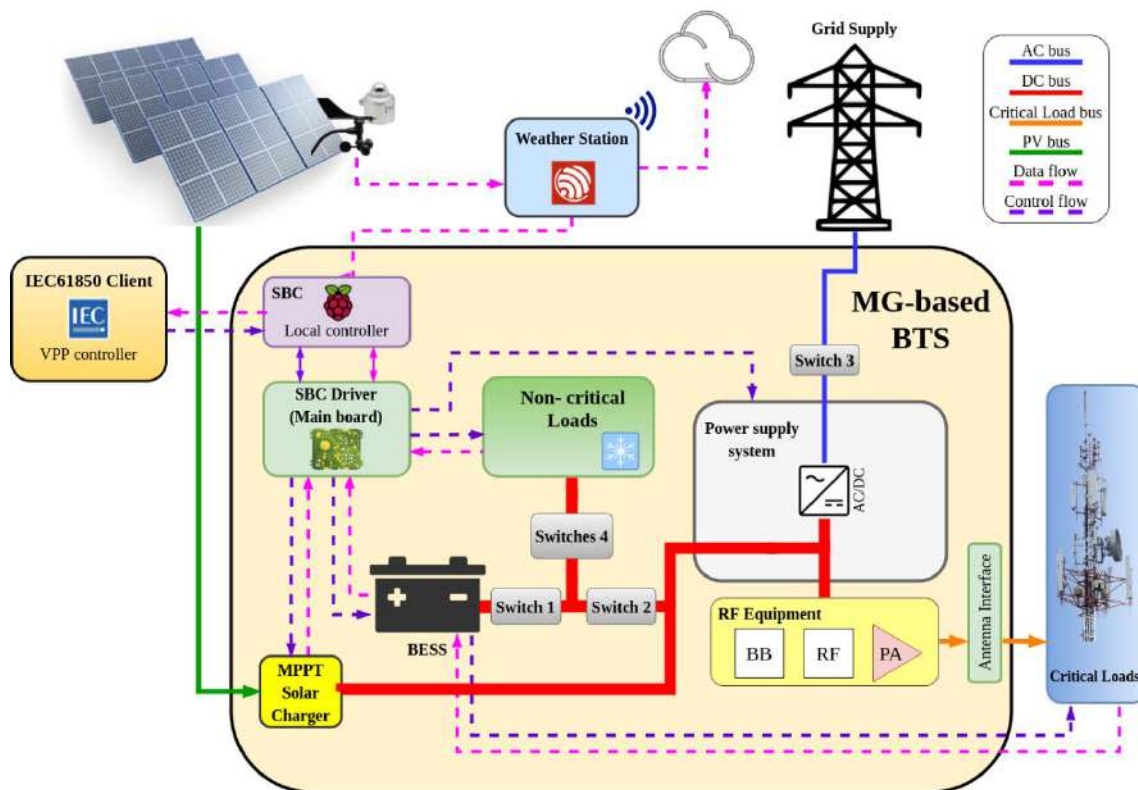 Grid Supply
AC bus
DC bus
Critical Load bus
PV bus
Data flow
Control flow
Weather Station
IEC61850 Client
IEC
VPP controller
SBC
Local controller
MG-based
BTS
Switch 3
SBC Driver
(Main board)
Non- critical
Loads
Power supply
system
AC/DC
Switches 4
Switch 1
Switch 2
BESS
RF Equipment
BB
RF
PA
Antenna Interface
Critical Loads
MPPT
Solar
Charger